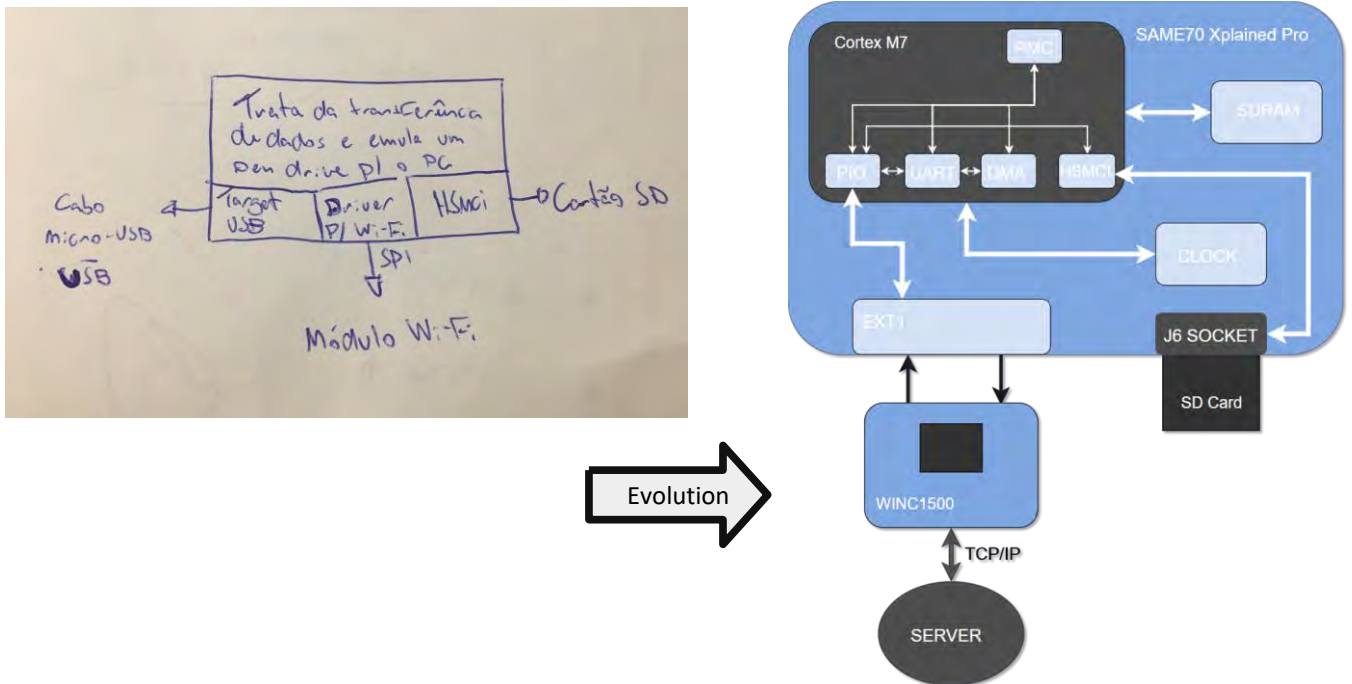 Trata da transferência
de dados e emula um
pen drive p/ o PC
Target
USB
Driver
P/ Wi-Fi
HSMCi
Cabo
micro-USB
USB
Cartão SD
SPI
Módulo Wi-Fi
Evolution
SAME70 Xplained Pro
Cortex M7
PMC
SDRAM
PIO
UART
DMA
HSMCI
CLOCK
EXT1
J6 SOCKET
SD Card
WINC1500
TCP/IP
SERVER